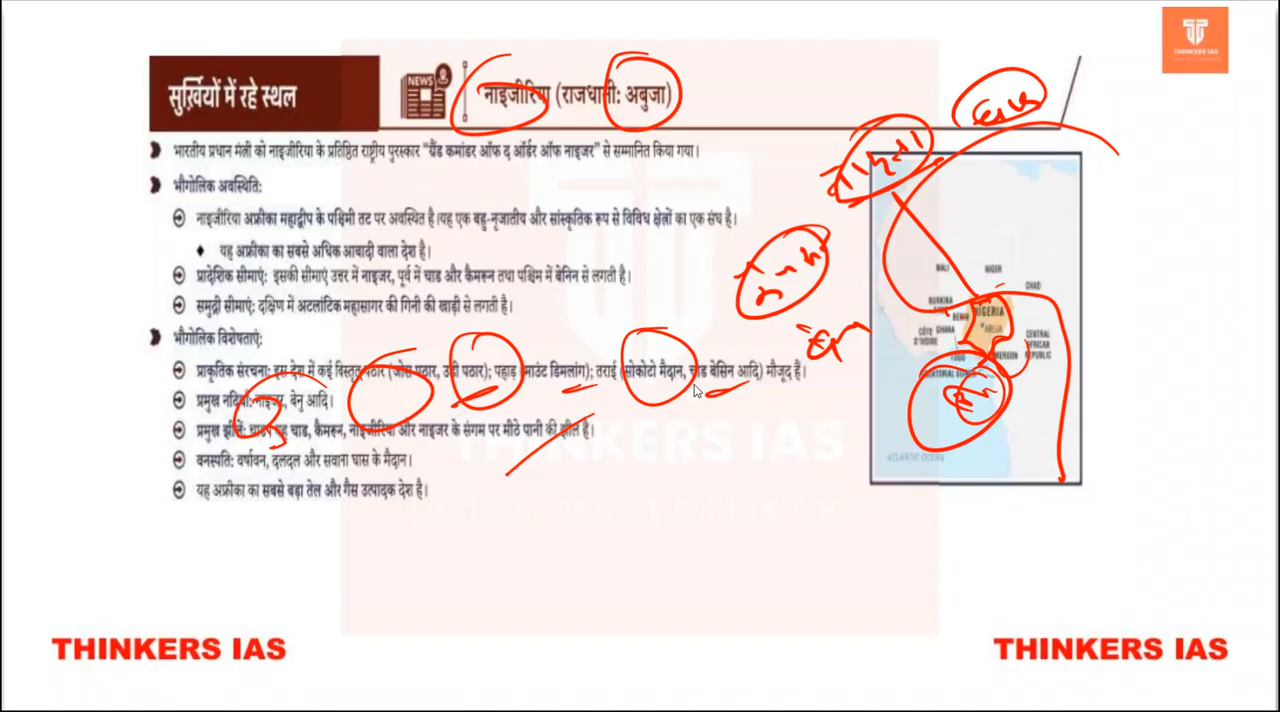 THINKERS IAS
सुर्ख़ियों में रहे स्थल
NEWS
नाइजीरिया (राजधानी: अबुजा)
भारतीय प्रधान मंत्री को नाइजीरिया के प्रतिष्ठित राष्ट्रीय पुरस्कार “ग्रैंड कमांडर ऑफ द ऑर्डर ऑफ नाइजर” से सम्मानित किया गया।
भौगोलिक अवस्थिति:
नाइजीरिया अफ्रीका महाद्वीप के पश्चिमी तट पर अवस्थित है।यह एक बहु-नृजातीय और सांस्कृतिक रूप से विविध क्षेत्रों का एक संघ है।
यह अफ्रीका का सबसे अधिक आबादी वाला देश है।
प्रादेशिक सीमाएं: इसकी सीमाएं उत्तर में नाइजर, पूर्व में चाड और कैमरून तथा पश्चिम में बेनिन से लगती है।
समुद्री सीमाएं: दक्षिण में अटलांटिक महासागर की गिनी की खाड़ी से लगती है।
भौगोलिक विशेषताएं:
प्राकृतिक संरचना: इस देश में कई विस्तृत पठार (जोस पठार, उडी पठार); पहाड़ (माउंट डिमलांग); तराई (सोकोटो मैदान, चाड बेसिन आदि) मौजूद हैं।
प्रमुख नदियां: नाइजर, बेनु आदि।
प्रमुख झीलें: चाड, कैमरून, नाइजीरिया और नाइजर के संगम पर मीठे पानी की झील है।
वनस्पति: वर्षावन, दलदल और सवाना घास के मैदान।
यह अफ्रीका का सबसे बड़ा तेल और गैस उत्पादक देश है।
MALI
NIGER
CHAD
BURKINA
NIGERIA
BENIN
ABUJA
CÔTE D'IVOIRE
GHANA
TOGO
CENTRAL AFRICAN REPUBLIC
ATLANTIC OCEAN
THINKERS IAS
THINKERS IAS
THINKERS IAS